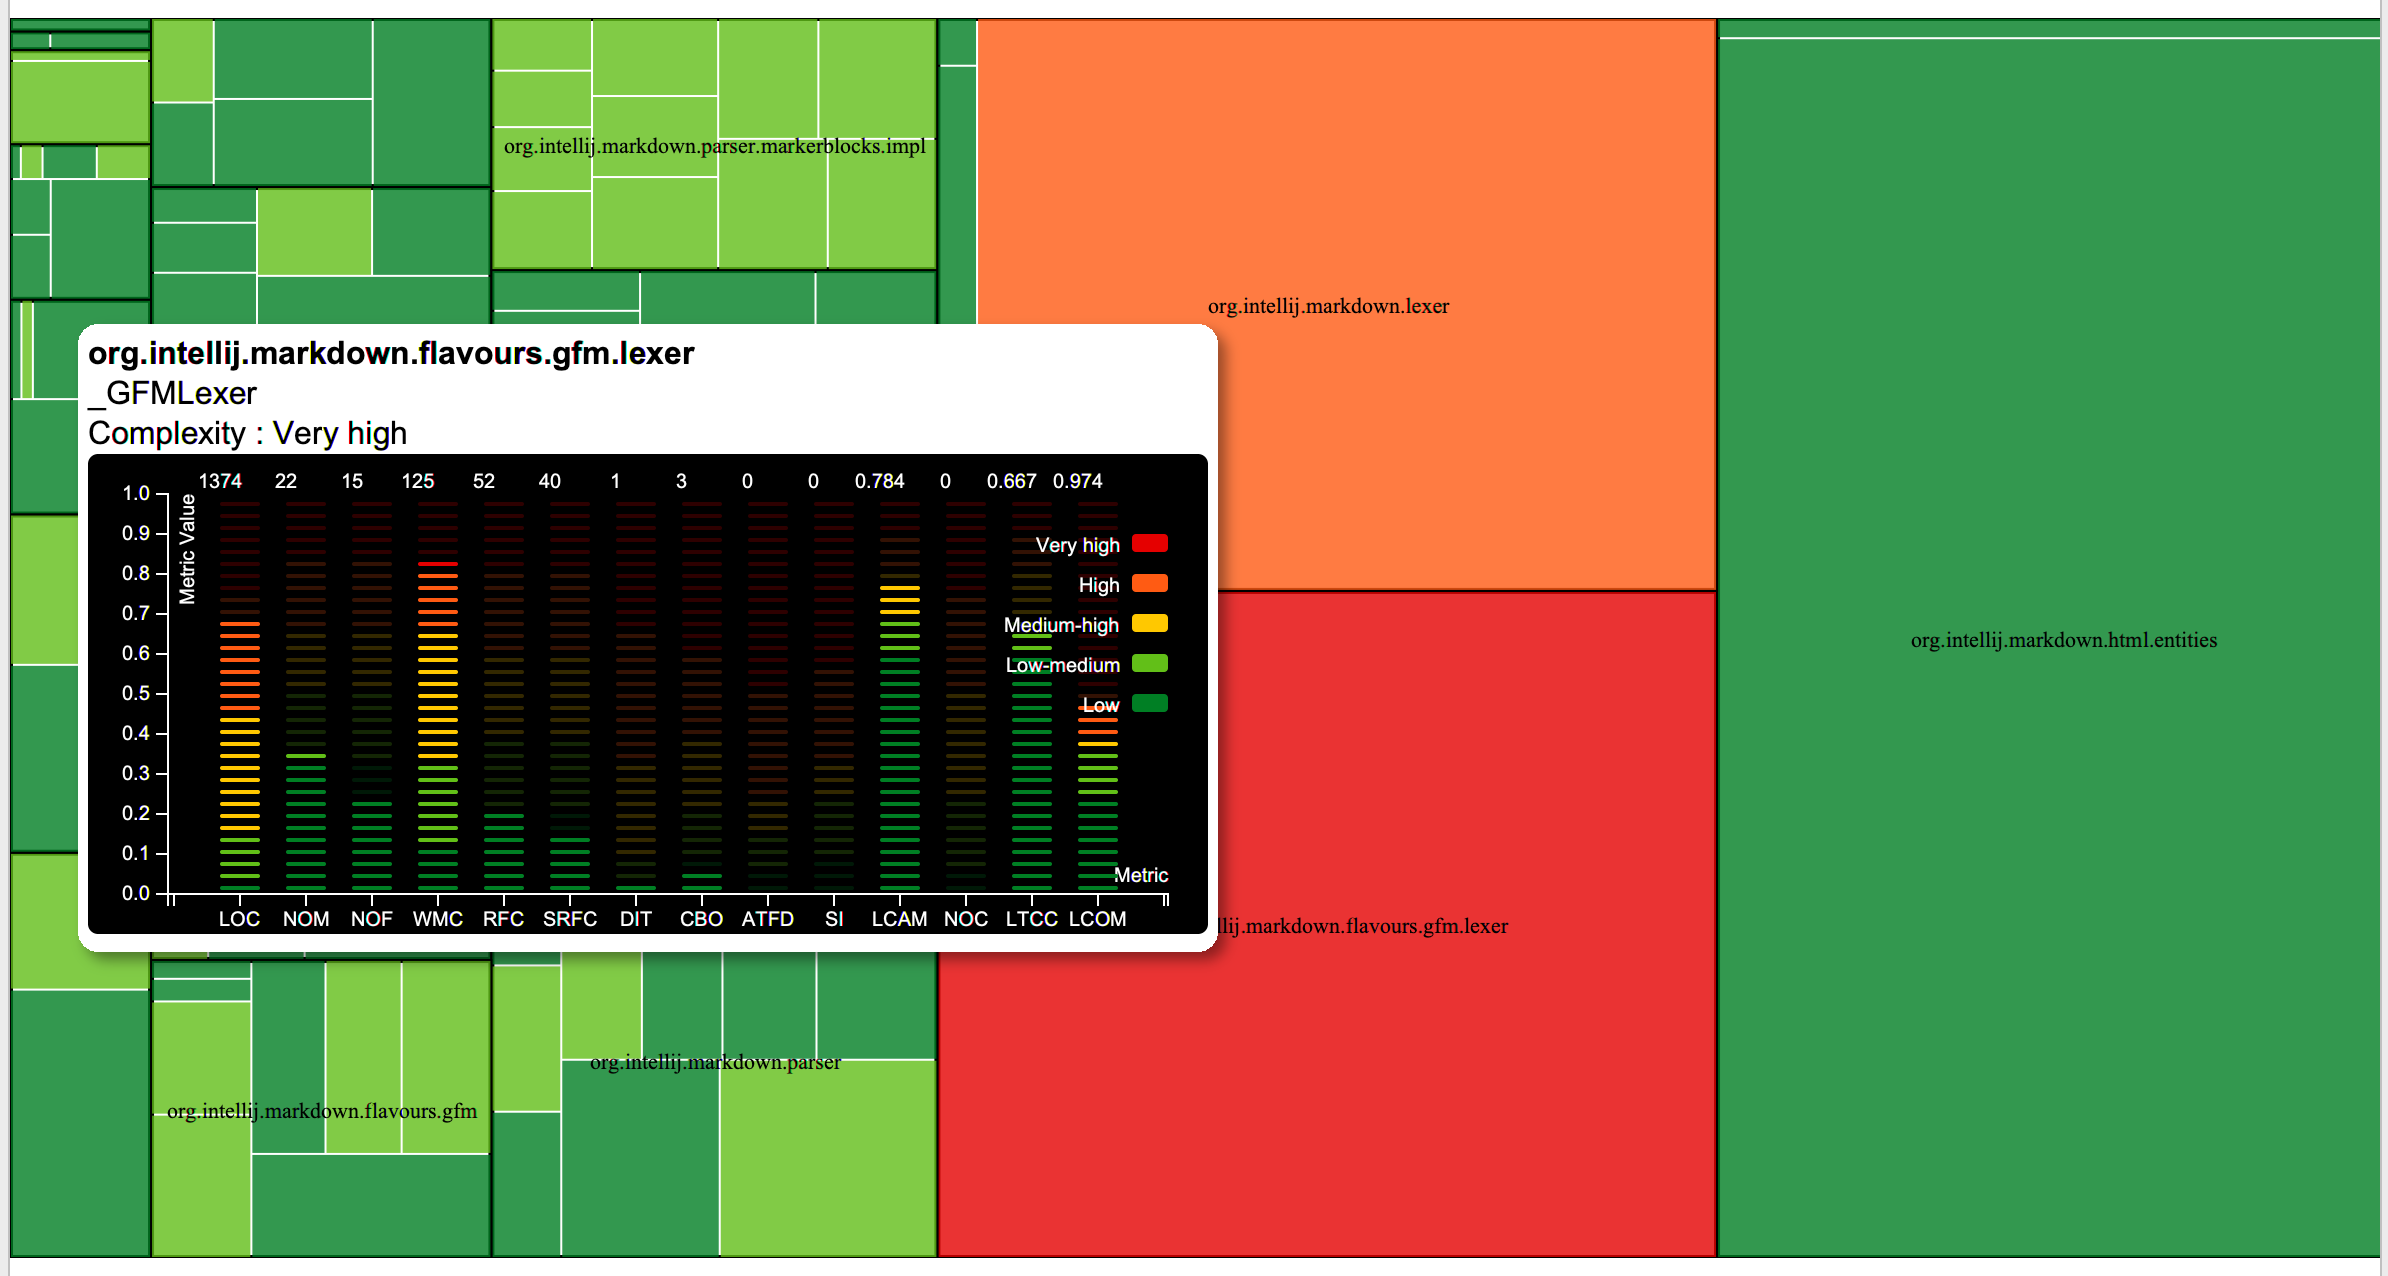 org.intellij.markdown.parser.markerblocks.impl
org.intellij.markdown.lexer
org.intellij.markdown.flavours.gfm.lexer
_GFMLexer
Complexity : Very high
1374 22 15 125 52 40 1 3 0 0 0.784 0 0.667 0.974
Metric Value
1.0
0.9
0.8
0.7
0.6
0.5
0.4
0.3
0.2
0.1
0.0
Very high
High
Medium-high
Low-medium
Low
Metric
LOC NOM NOF WMC RFC SRFC DIT CBO ATFD SI LCAM NOC LTCC LCOM
org.intellij.markdown.html.entities
llij.markdown.flavours.gfm.lexer
org.intellij.markdown.parser
org.intellij.markdown.flavours.gfm